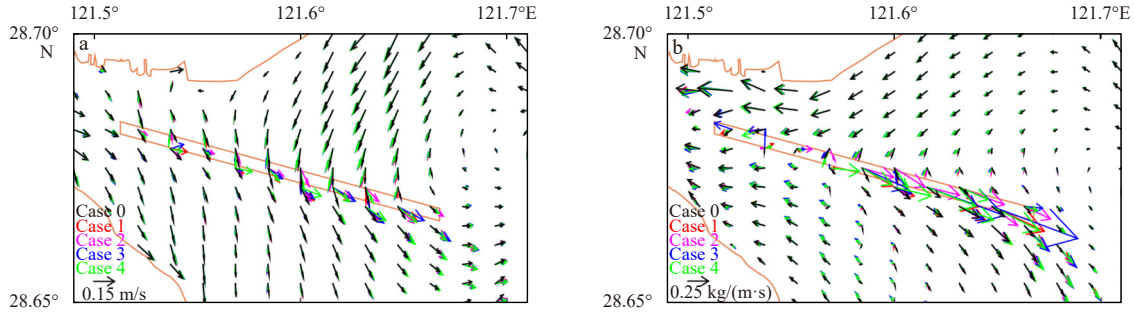 121.5° 121.6° 121.7°E
28.70°
N
a
Case 0
Case 1
Case 2
Case 3
Case 4
0.15 m/s
28.65°
121.5° 121.6° 121.7°E
28.70°
N
b
Case 0
Case 1
Case 2
Case 3
Case 4
0.25 kg/(m·s)
28.65°